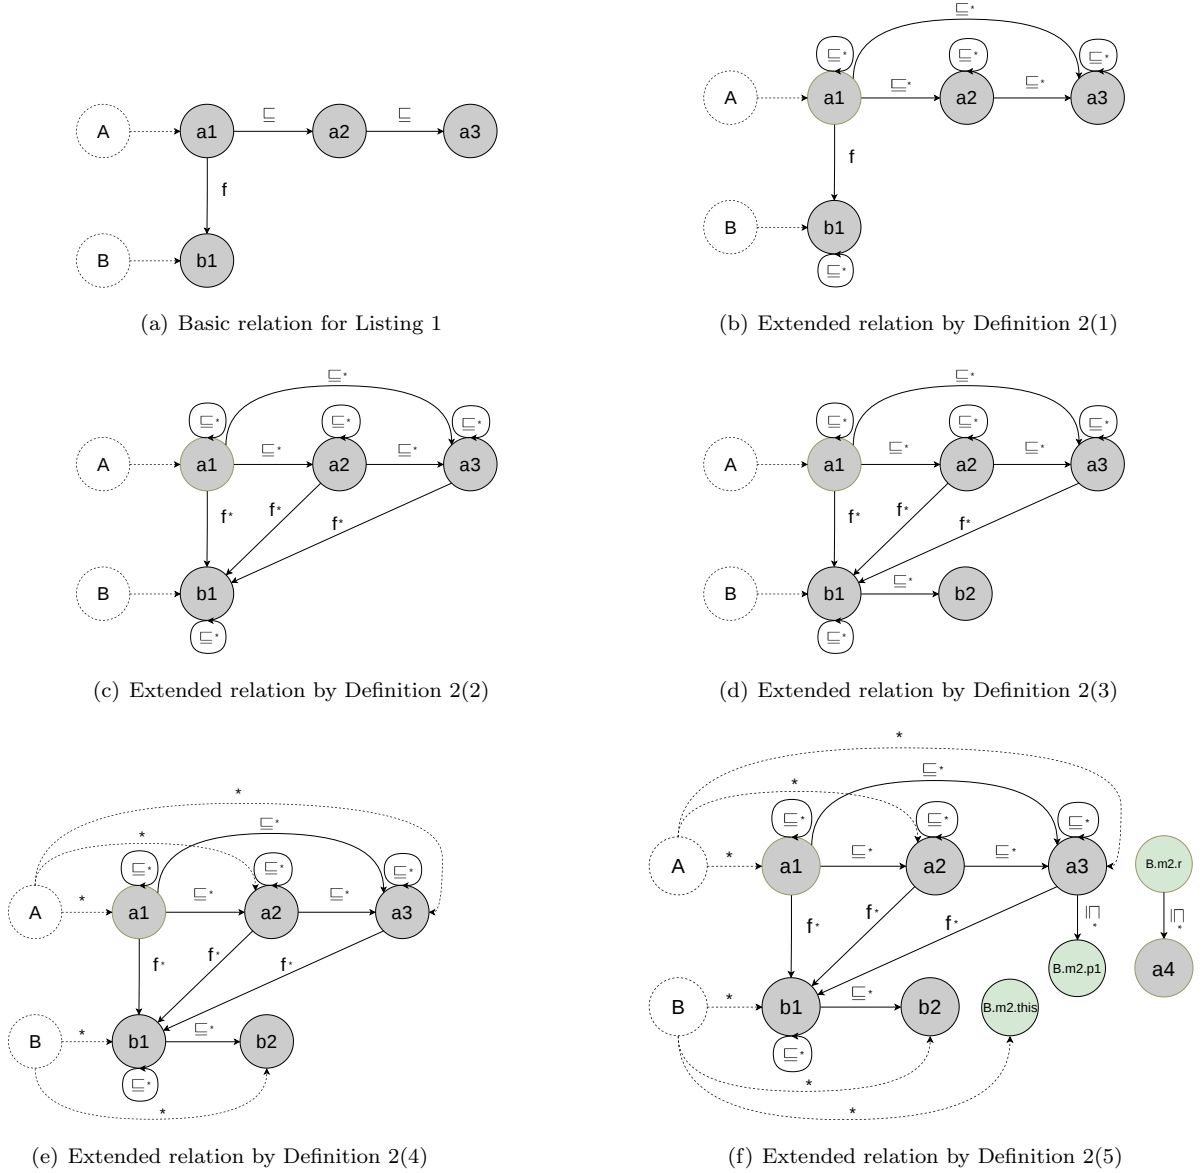 A
a1
⊑
a2
⊑
a3
f
B
b1
(a) Basic relation for Listing 1
⊑*
⊑*
⊑*
⊑*
A
a1
⊑*
a2
⊑*
a3
f
B
b1
⊑*
(b) Extended relation by Definition 2(1)
⊑*
⊑*
⊑*
⊑*
A
a1
⊑*
a2
⊑*
a3
f*
f*
f*
B
b1
⊑*
(c) Extended relation by Definition 2(2)
⊑*
⊑*
⊑*
⊑*
A
a1
⊑*
a2
⊑*
a3
f*
f*
f*
B
b1
⊑*
b2
⊑*
(d) Extended relation by Definition 2(3)
*
*
⊑*
⊑*
⊑*
⊑*
A
*
a1
⊑*
a2
⊑*
a3
f*
f*
f*
B
*
b1
⊑*
b2
⊑*
*
(e) Extended relation by Definition 2(4)
*
*
⊑*
⊑*
⊑*
⊑*
A
*
a1
⊑*
a2
⊑*
a3
B.m2.r
f*
f*
f*
⊑*
⊑*
B.m2.p1
a4
B
*
b1
⊑*
b2
B.m2.this
⊑*
*
*
(f) Extended relation by Definition 2(5)